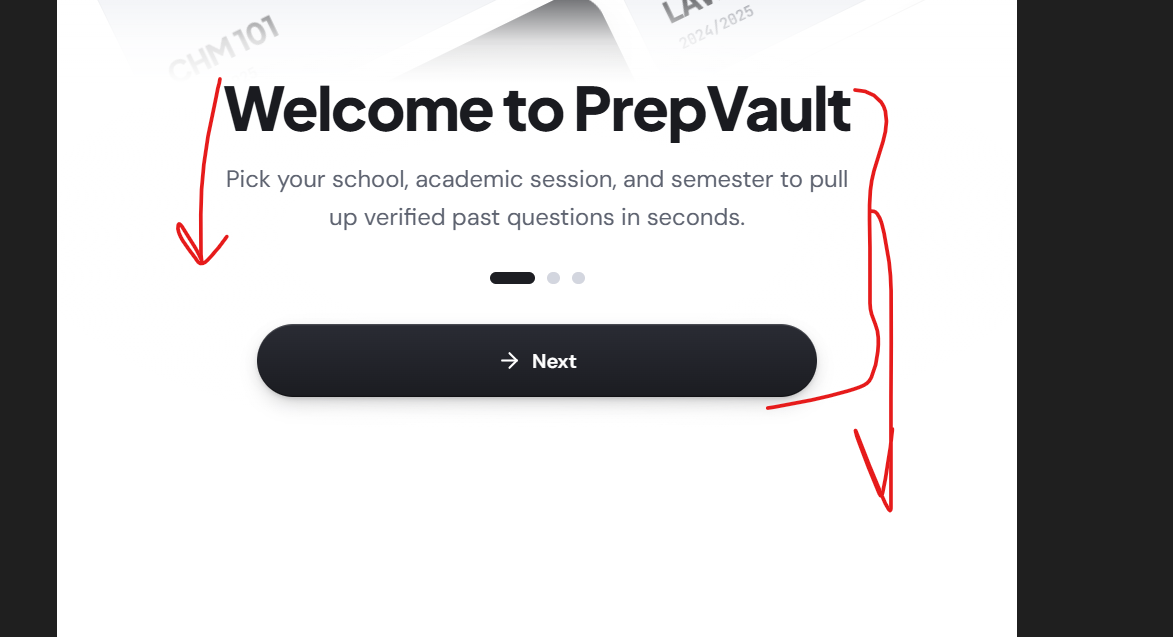 CHM 101
LAW
2024/2025
Welcome to PrepVault
Pick your school, academic session, and semester to pull
up verified past questions in seconds.
Next